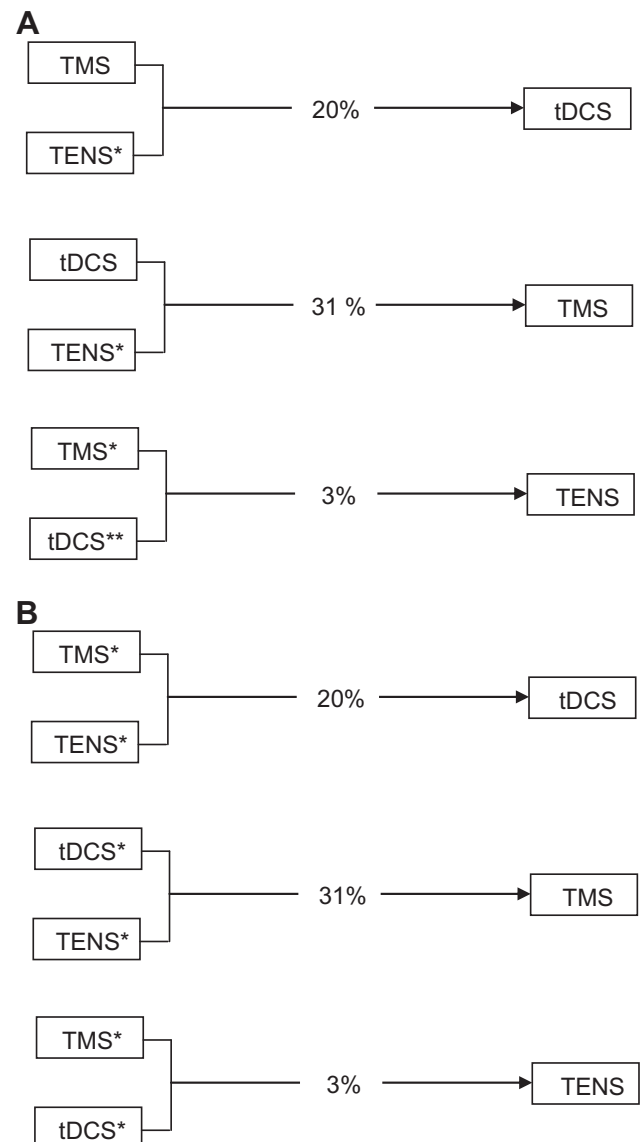 A
TMS
20%
tDCS
TENS*
tDCS
31 %
TMS
TENS*
TMS*
3%
TENS
tDCS**
B
TMS*
20%
tDCS
TENS*
tDCS*
31%
TMS
TENS*
TMS*
3%
TENS
tDCS*